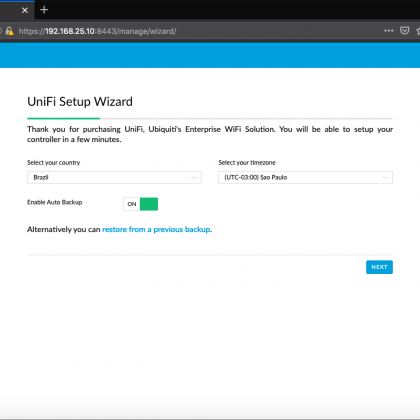 https://192.168.25.10:8443/manage/wizard/
UniFi Setup Wizard
Thank you for purchasing UniFi, Ubiquiti's Enterprise WiFi Solution. You will be able to setup your
controller in a few minutes.
Select your country Select your timezone
Brazil (UTC-03:00) Sao Paulo
Enable Auto Backup ON
Alternatively you can restore from a previous backup.
NEXT